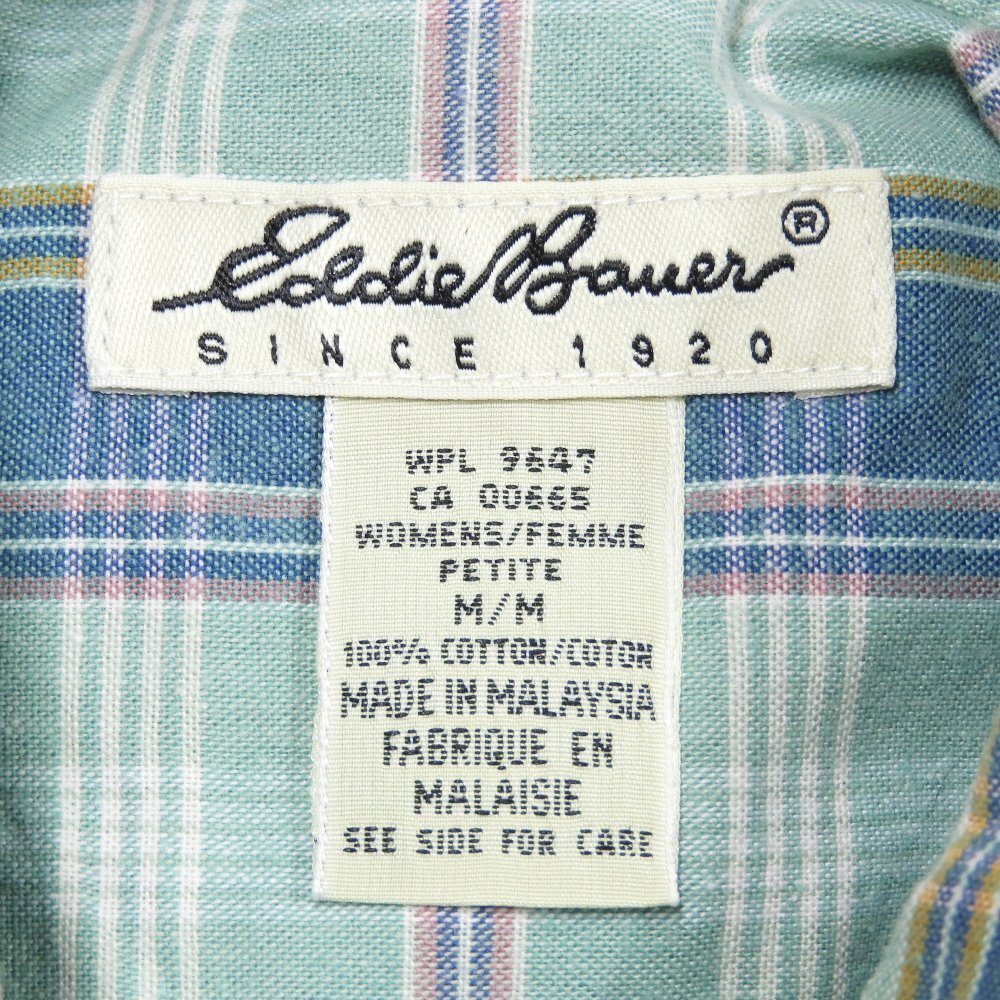 Eddie Bauer®
SINCE 1920
WPL 9647
CA 00665
WOMENS/FEMME
PETITE
M/M
100% COTTON/COTON
MADE IN MALAYSIA
FABRIQUE EN
MALAISIE
SEE SIDE FOR CARE